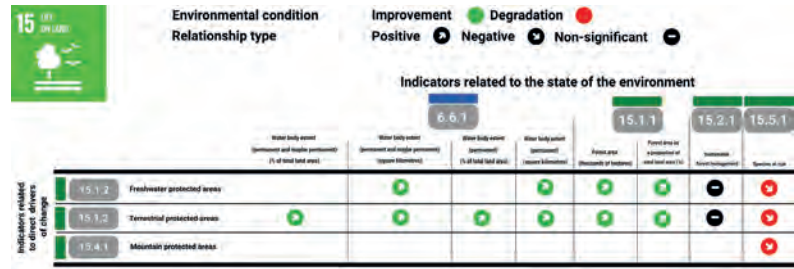 15 LIFE ON LAND
Environmental condition Improvement Degradation
Relationship type Positive Negative Non-significant
Indicators related to the state of the environment
6.6.1 15.1.1 15.2.1 15.5.1
Water body extent (permanent and maybe permanent) (% of total land area)
Water body extent (permanent and maybe permanent) (square kilometres)
Water body extent (permanent) (% of total land area)
Water body extent (permanent) (square kilometres)
Forest area (thousands of hectares)
Forest area as a proportion of total land area (%)
forest management
Species at risk
Indicators related to direct drivers of change
15.1.2 Freshwater protected areas
15.1.2 Terrestrial protected areas
15.4.1 Mountain protected areas